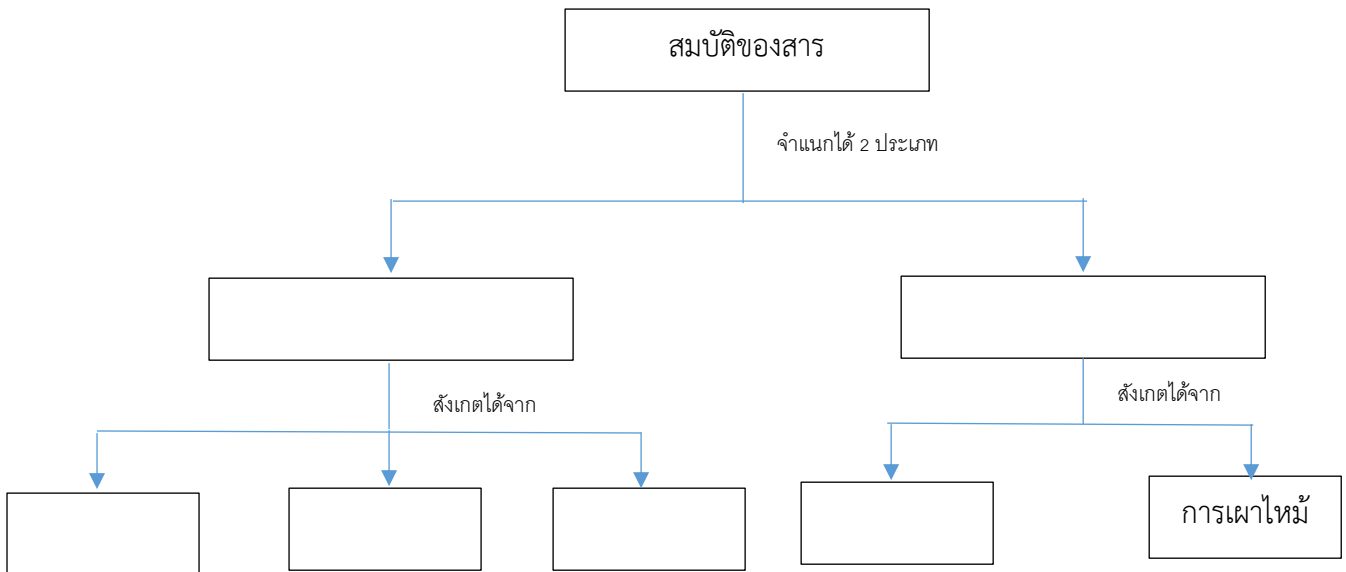 สมบัติของสาร
จำแนกได้ 2 ประเภท
สังเกตได้จาก
สังเกตได้จาก
การเผาไหม้